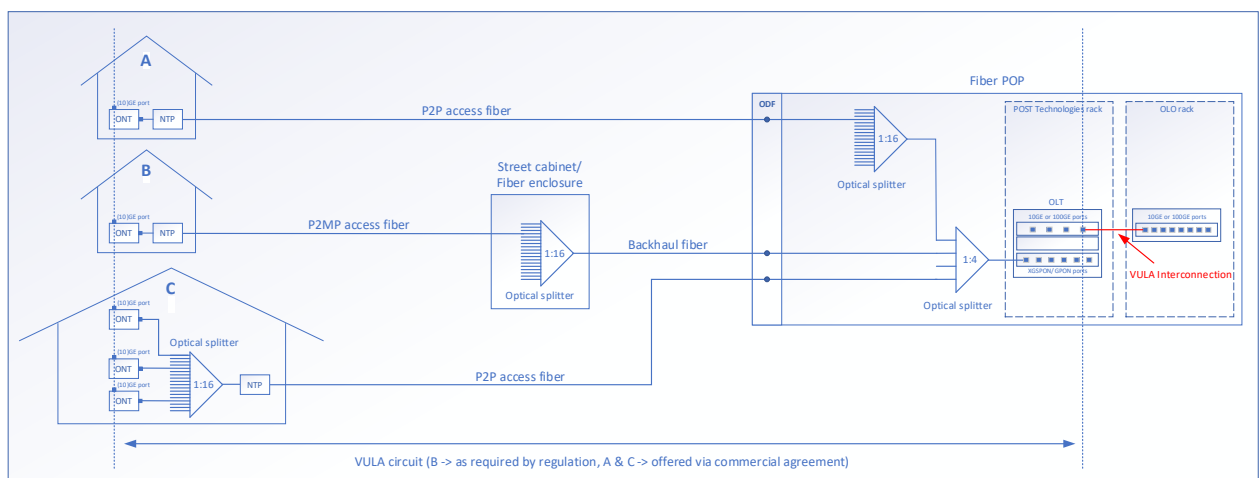 A
(10)GE port
ONT
NTP
P2P access fiber
B
(10)GE port
ONT
NTP
P2MP access fiber
Street cabinet/
Fiber enclosure
1:16
Optical splitter
Backhaul fiber
C
(10)GE port
ONT
Optical splitter
(10)GE port
ONT
(10)GE port
ONT
1:16
NTP
P2P access fiber
Fiber POP
ODF
1:16
Optical splitter
1:4
Optical splitter
POST Technologies rack
OLT
10GE or 100GE ports
XGSPON/GPON ports
OLO rack
10GE or 100GE ports
VULA Interconnection
VULA circuit (B -> as required by regulation, A & C -> offered via commercial agreement)